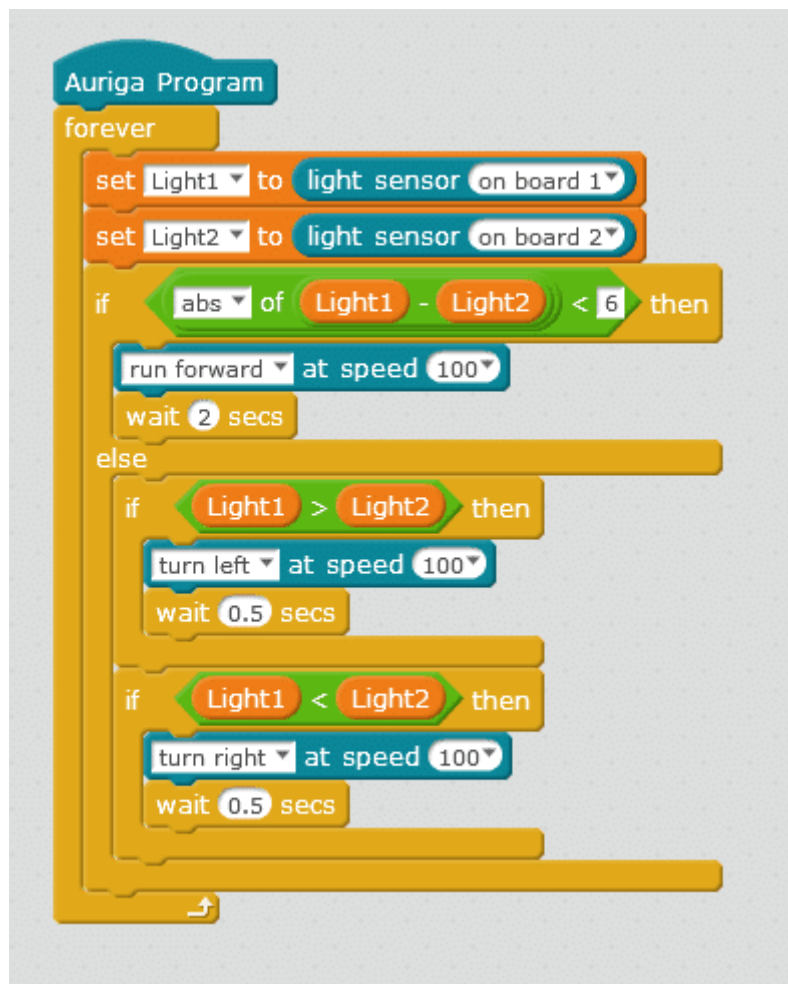 Auriga Program
forever
set Light1 to light sensor on board 1
set Light2 to light sensor on board 2
if abs of Light1 - Light2 < 6 then
run forward at speed 100
wait 2 secs
else
if Light1 > Light2 then
turn left at speed 100
wait 0.5 secs
if Light1 < Light2 then
turn right at speed 100
wait 0.5 secs